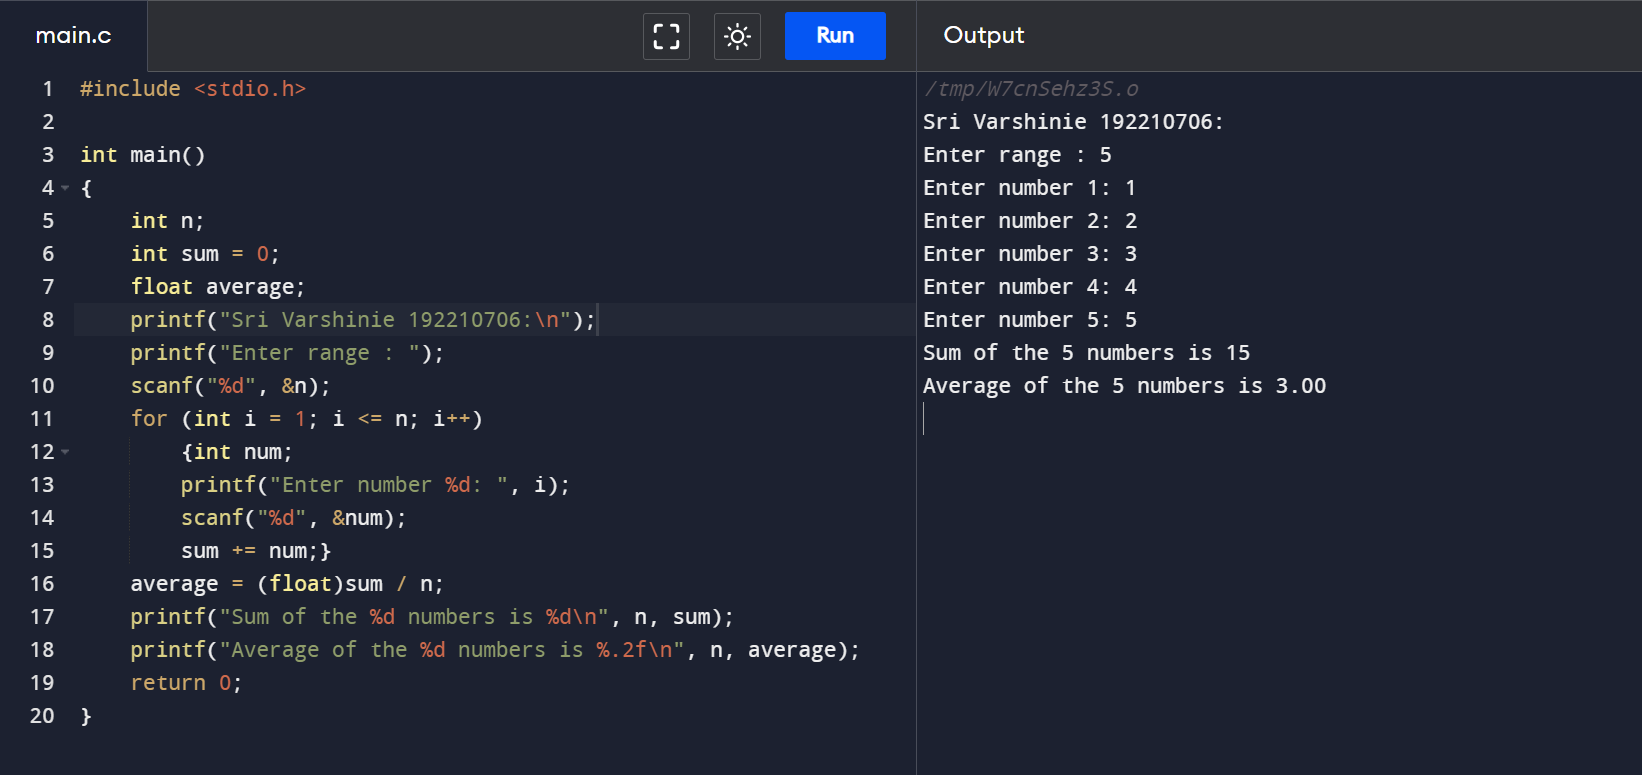 main.c
Run
Output
1 #include <stdio.h>
2
3 int main()
4 {
5     int n;
6     int sum = 0;
7     float average;
8     printf("Sri Varshinie 192210706:\n");
9     printf("Enter range : ");
10     scanf("%d", &n);
11     for (int i = 1; i <= n; i++)
12         {int num;
13         printf("Enter number %d: ", i);
14         scanf("%d", &num);
15         sum += num;}
16     average = (float)sum / n;
17     printf("Sum of the %d numbers is %d\n", n, sum);
18     printf("Average of the %d numbers is %.2f\n", n, average);
19     return 0;
20 }
/tmp/W7cnSehz3S.o
Sri Varshinie 192210706:
Enter range : 5
Enter number 1: 1
Enter number 2: 2
Enter number 3: 3
Enter number 4: 4
Enter number 5: 5
Sum of the 5 numbers is 15
Average of the 5 numbers is 3.00